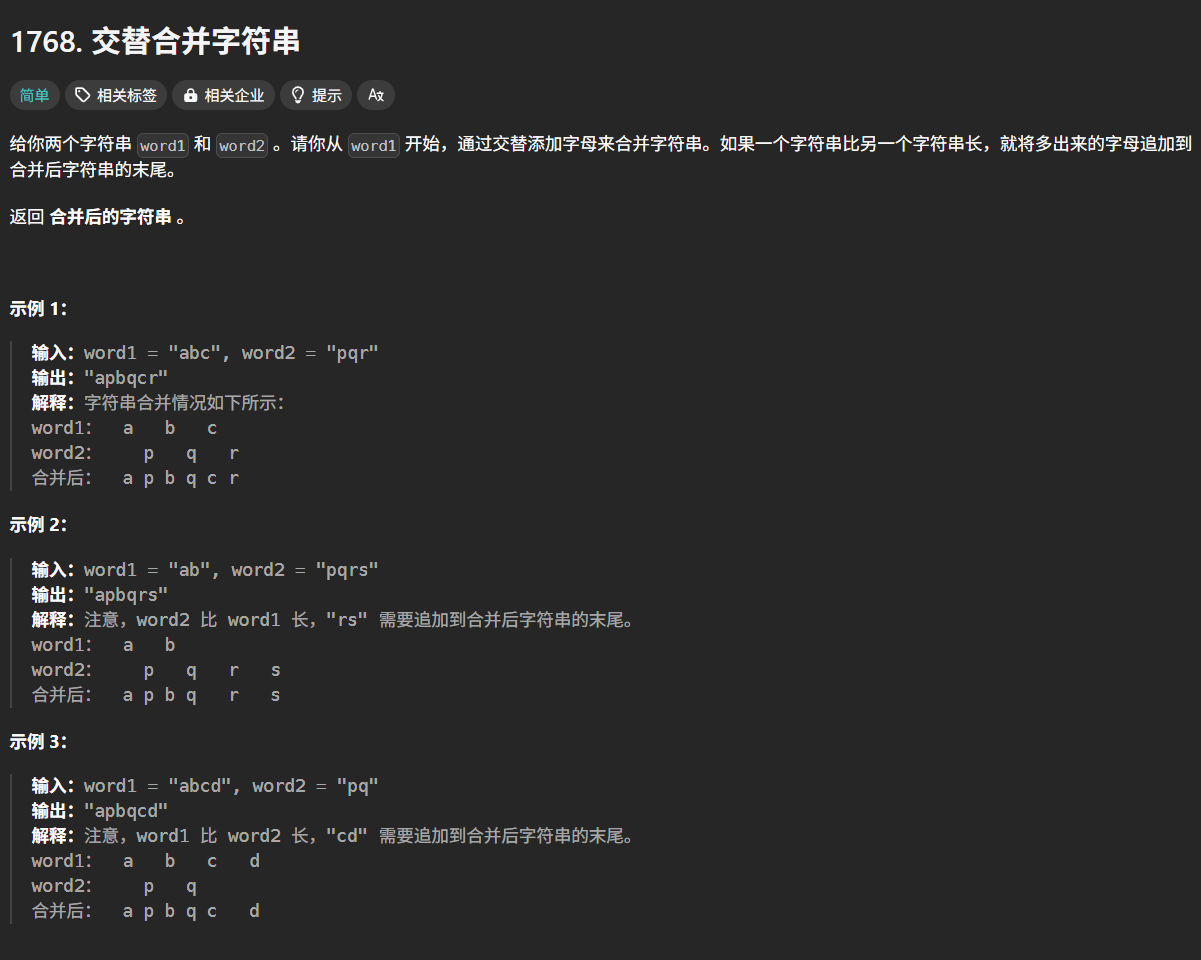 1768. 交替合并字符串
简单 相关标签 相关企业 提示 Aあ
给你两个字符串 word1 和 word2 。请你从 word1 开始，通过交替添加字母来合并字符串。如果一个字符串比另一个字符串长，就将多出来的字母追加到
合并后字符串的末尾。
返回 合并后的字符串 。
示例 1：
输入：word1 = "abc", word2 = "pqr"
输出："apbqcr"
解释：字符串合并情况如下所示：
word1：  a   b   c
word2：    p   q   r
合并后：  a p b q c r
示例 2：
输入：word1 = "ab", word2 = "pqrs"
输出："apbqrs"
解释：注意，word2 比 word1 长，"rs" 需要追加到合并后字符串的末尾。
word1：  a   b
word2：    p   q   r   s
合并后：  a p b q   r   s
示例 3：
输入：word1 = "abcd", word2 = "pq"
输出："apbqcd"
解释：注意，word1 比 word2 长，"cd" 需要追加到合并后字符串的末尾。
word1：  a   b   c   d
word2：    p   q
合并后：  a p b q c   d